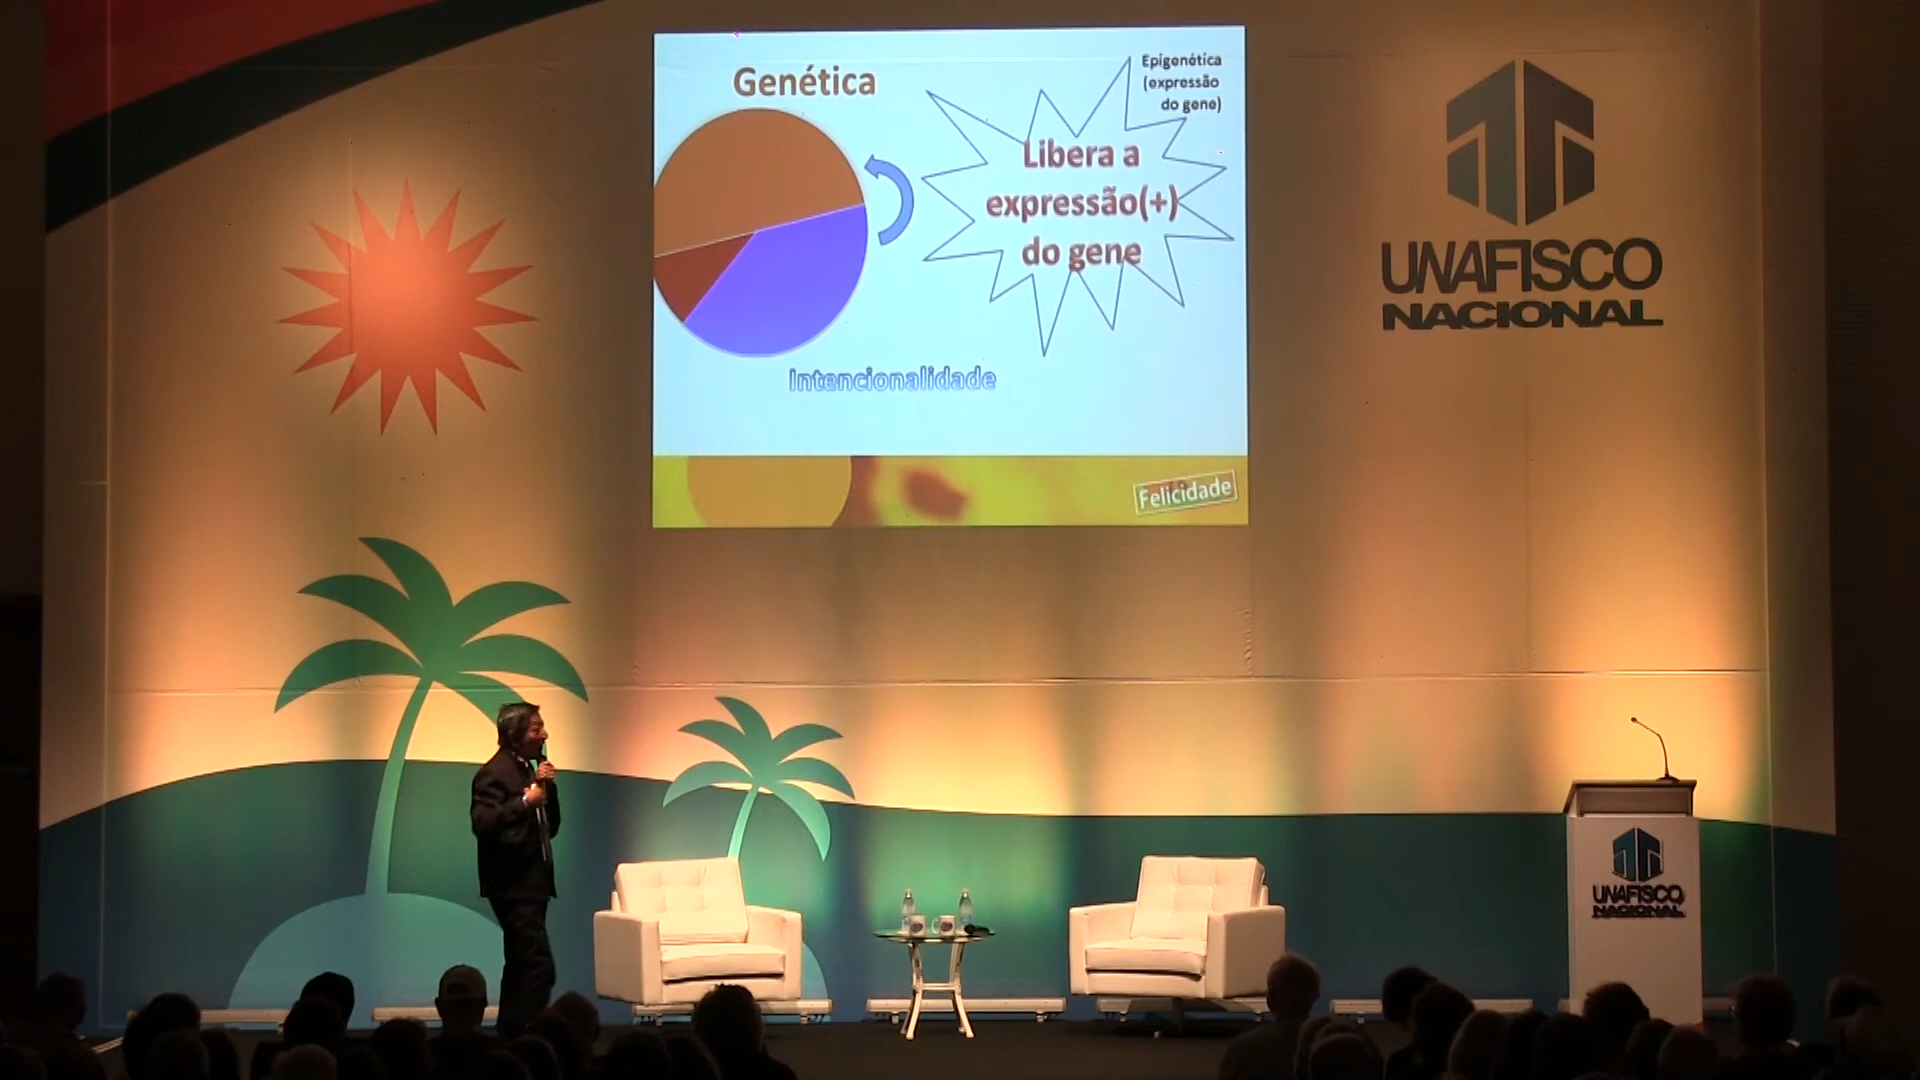 Genética
Epigenética
(expressão
do gene)
Libera a
expressão(+)
do gene
Intencionalidade
Felicidade
UNAFISCO
NACIONAL
UNAFISCO
NACIONAL